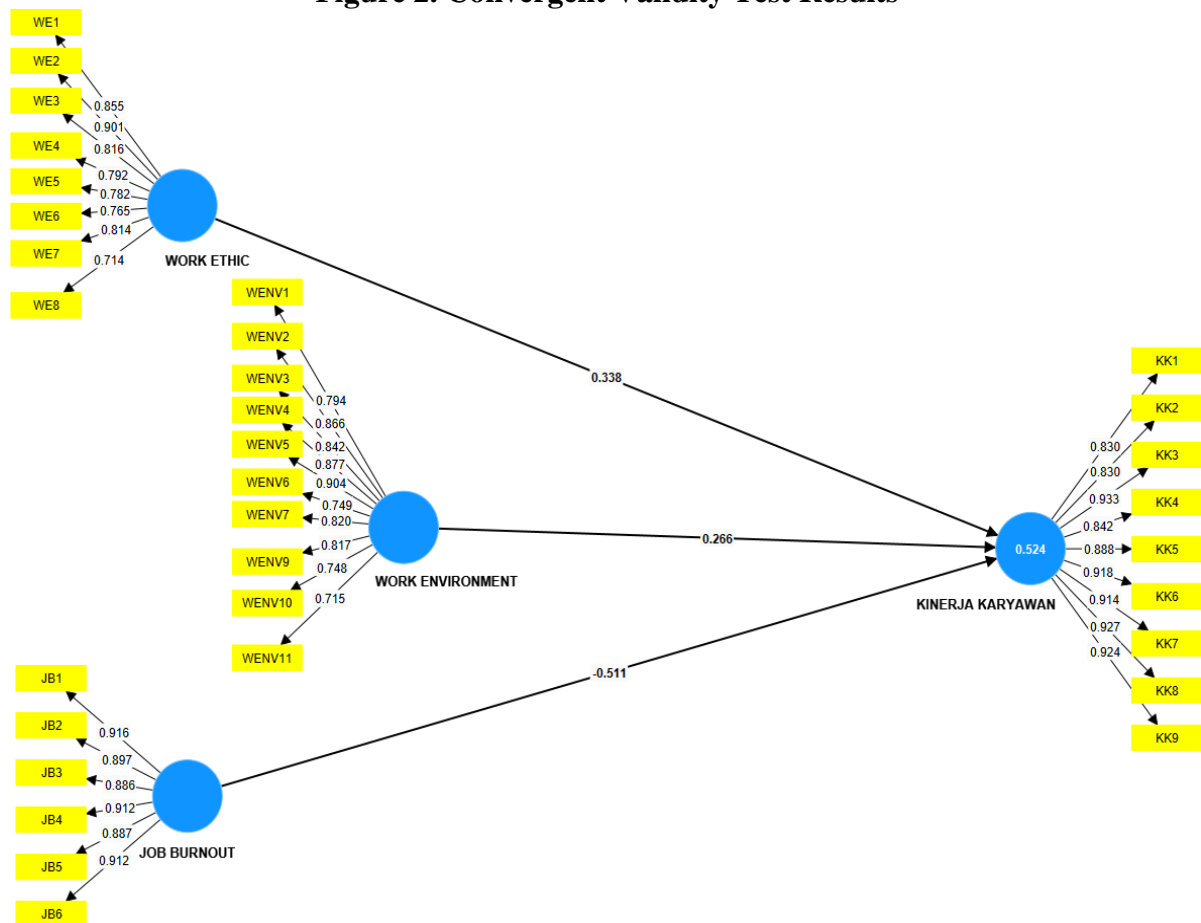 Figure 2. Convergent Validity Test Results
WE1
WE2
WE3
WE4
WE5
WE6
WE7
WE8
0.855
0.901
0.816
0.792
0.782
0.765
0.814
0.714
WORK ETHIC
WENV1
WENV2
WENV3
WENV4
WENV5
WENV6
WENV7
WENV9
WENV10
WENV11
0.794
0.866
0.842
0.877
0.904
0.749
0.820
0.817
0.748
0.715
WORK ENVIRONMENT
JB1
JB2
JB3
JB4
JB5
JB6
0.916
0.897
0.886
0.912
0.887
0.912
JOB BURNOUT
0.338
0.266
-0.511
0.524
KINERJA KARYAWAN
0.830
0.830
0.933
0.842
0.888
0.918
0.914
0.927
0.924
KK1
KK2
KK3
KK4
KK5
KK6
KK7
KK8
KK9